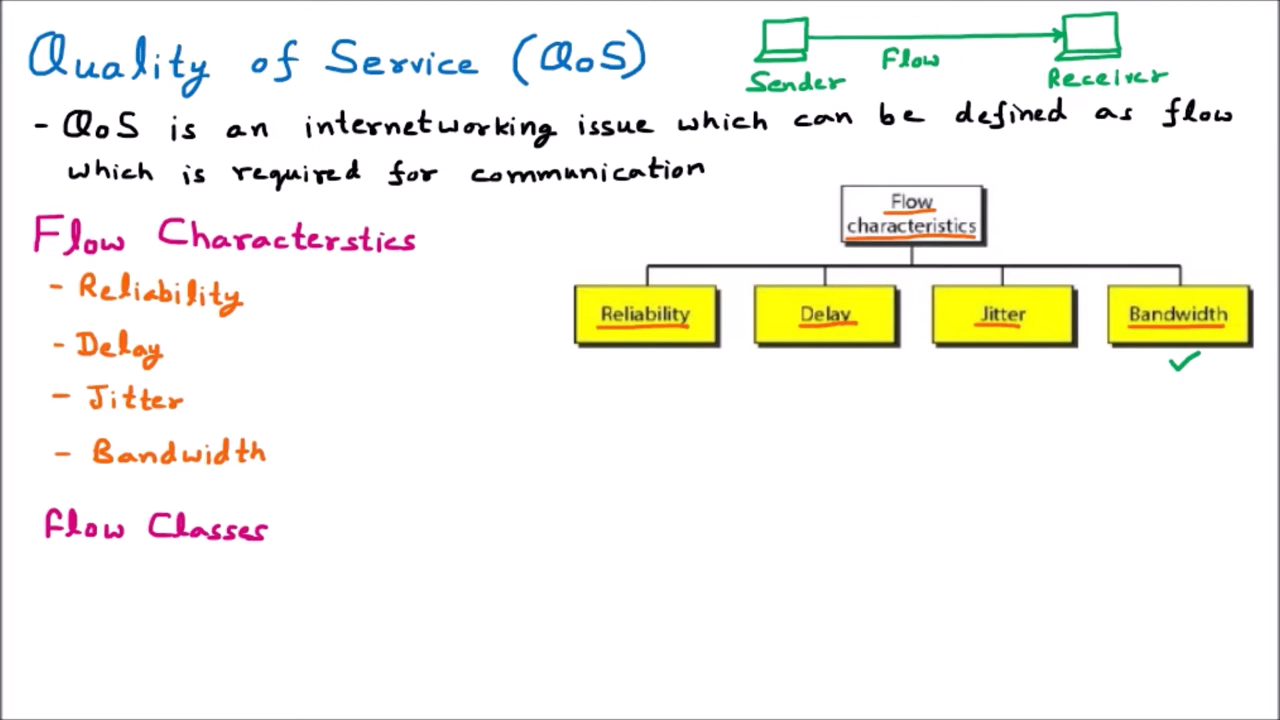 Quality of Service (QoS)
Sender Flow Receiver
- QoS is an internetworking issue which can be defined as flow
which is required for communication
Flow Characterstics
- Reliability
- Delay
- Jitter
- Bandwidth
Flow Classes
Flow
characteristics
Reliability Delay Jitter Bandwidth